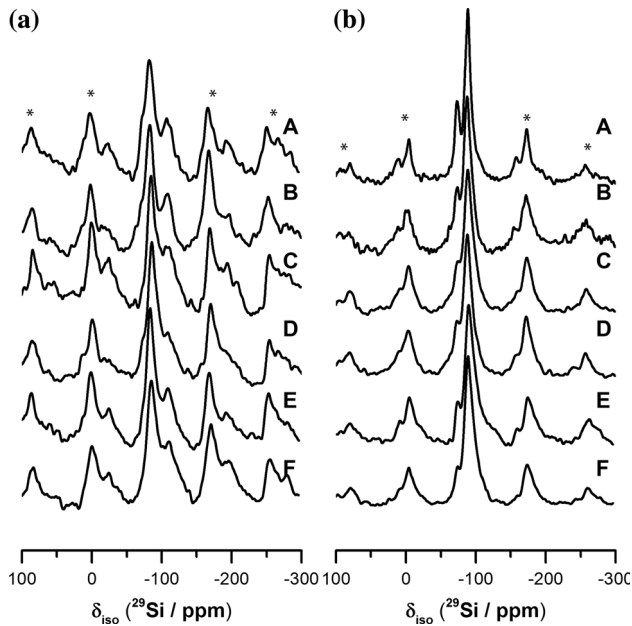 (a) (b)
* * * *
* * * *
A A
B B
C C
D D
E E
F F
100 0 -100 -200 -300 100 0 -100 -200 -300
δiso (29Si / ppm) δiso (29Si / ppm)